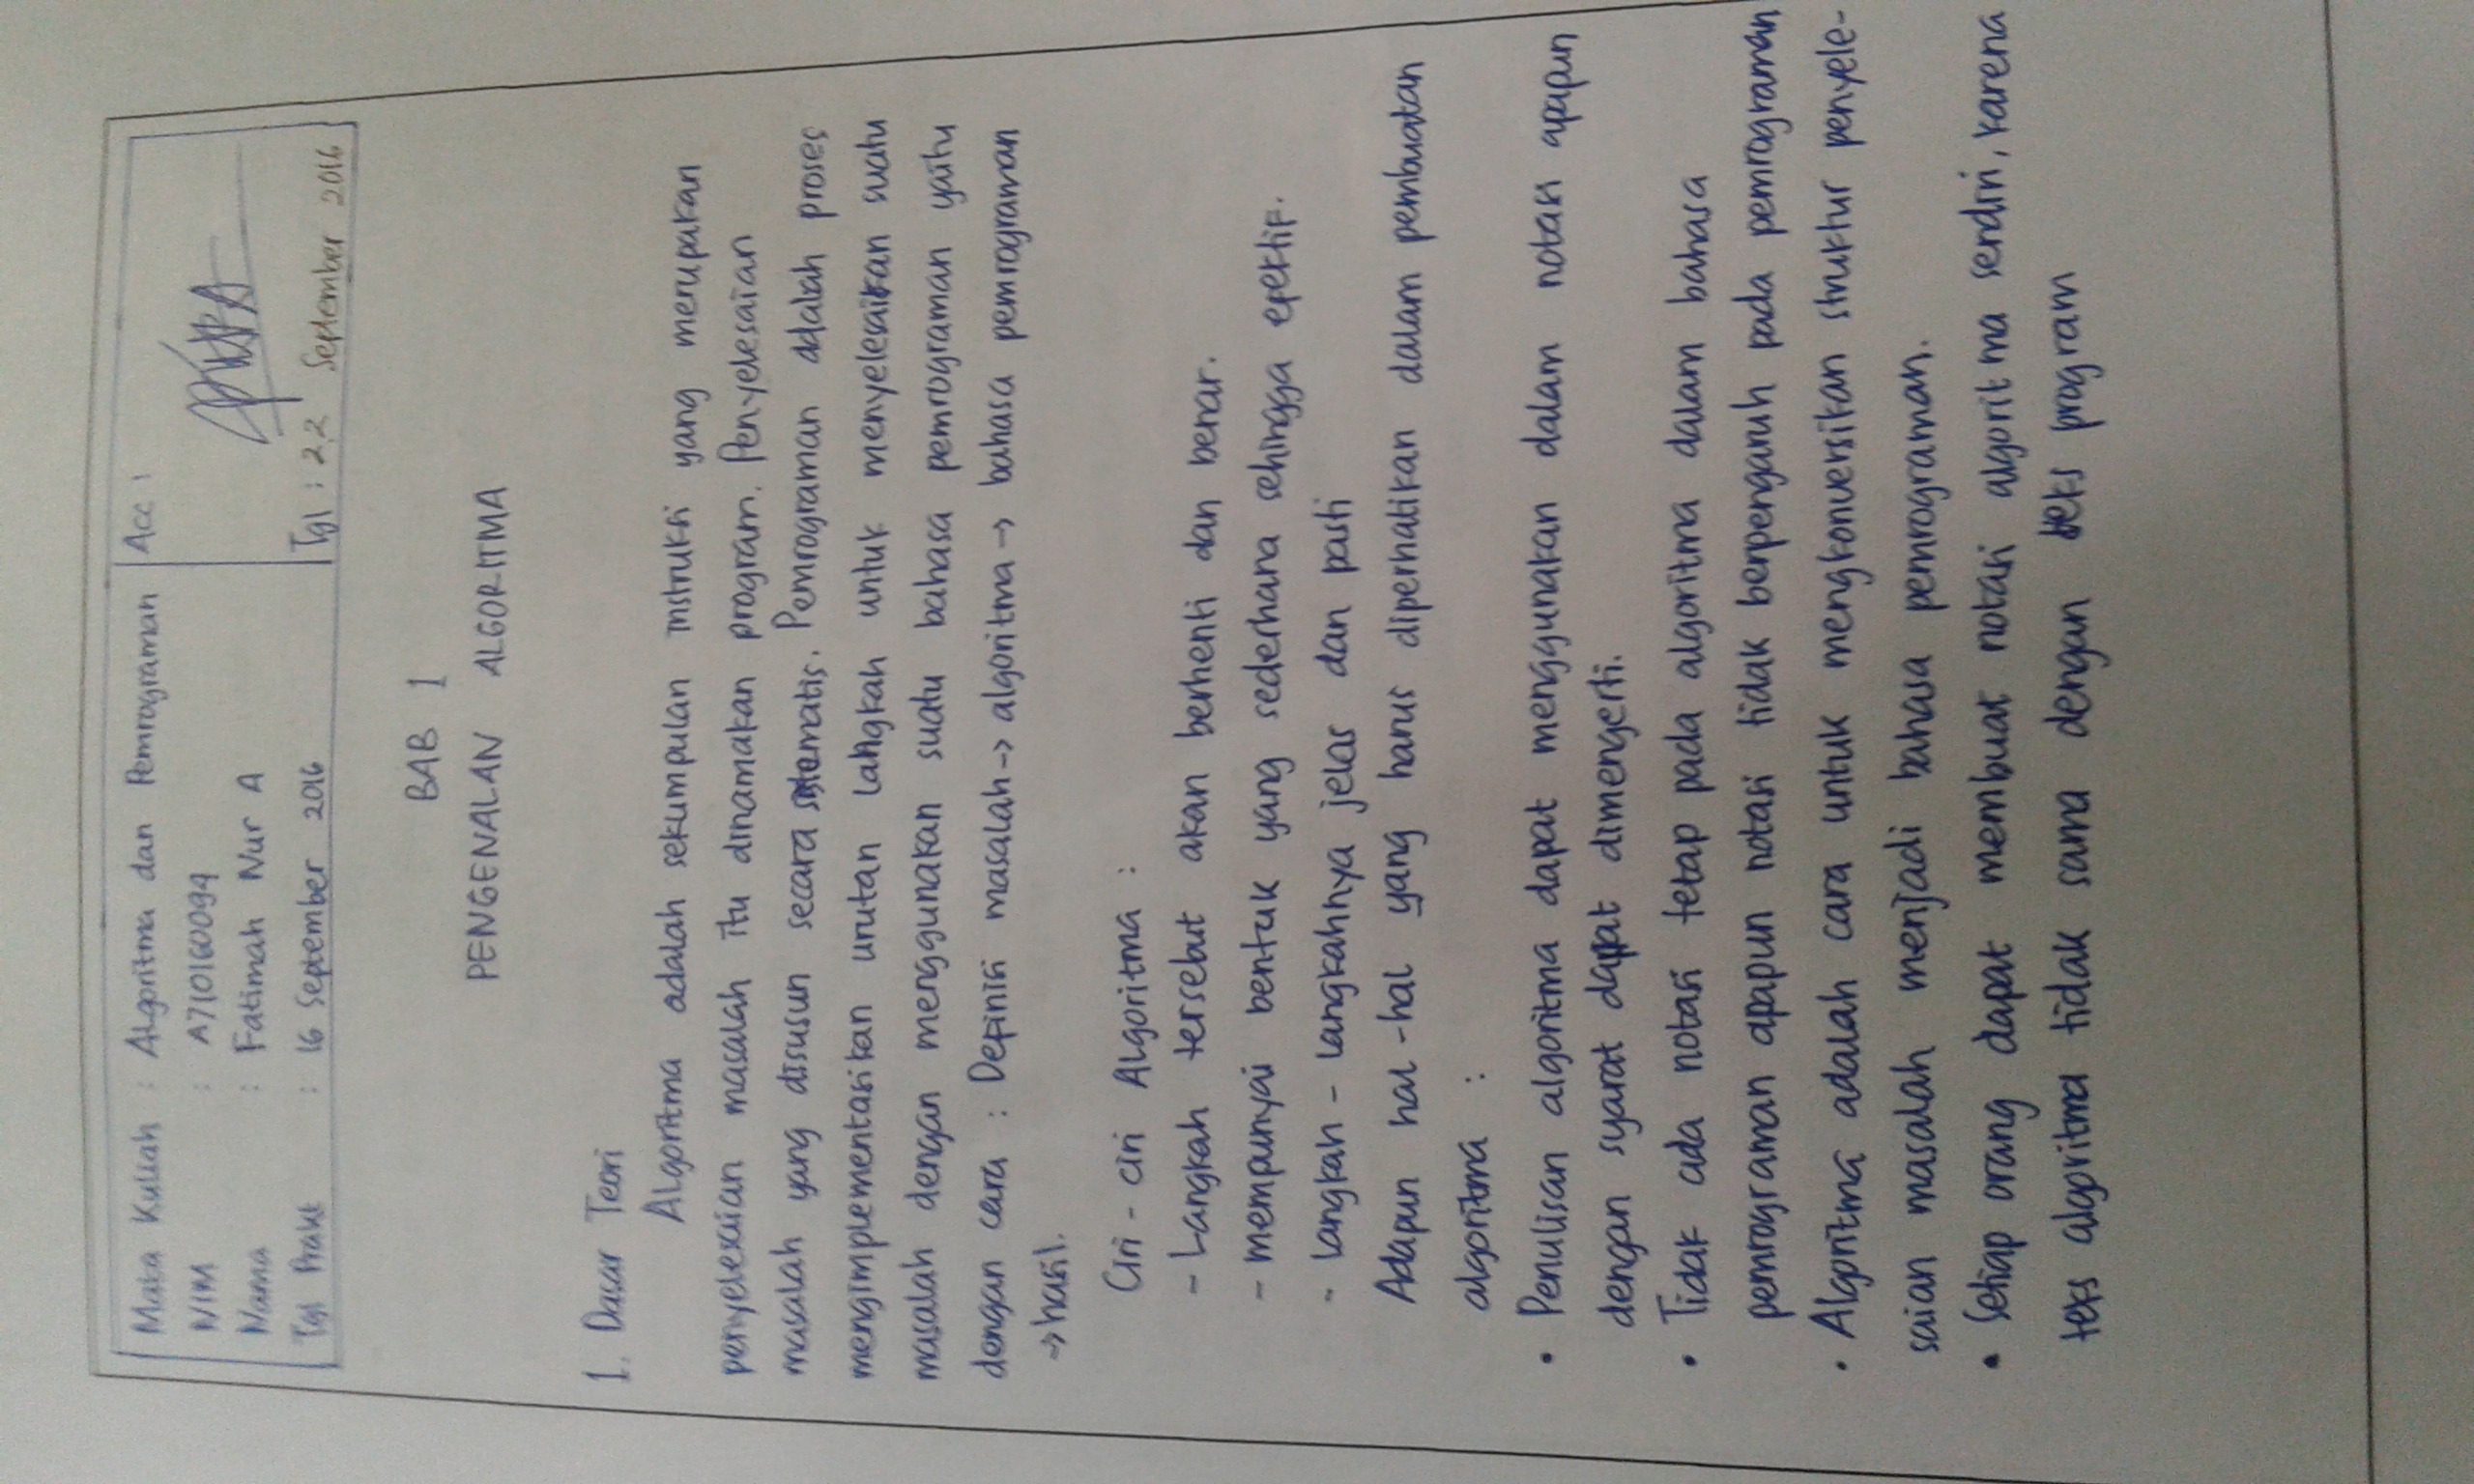 Mata Kuliah : Algoritma dan Pemrograman
NIM : A710160094
Nama : Fatimah Nur A
Tgl Prakt : 16 September 2016
Acc :
Tgl : 22 September 2016
BAB 1
PENGENALAN ALGORITMA
1. Dasar Teori
Algoritma adalah sekumpulan instruksi yang merupakan
penyelesaian masalah itu dinamakan program. Penyelesaian
masalah yang disusun secara sistematis. Pemrograman adalah proses
mengimplementasikan urutan langkah untuk menyelesaikan suatu
masalah dengan menggunakan suatu bahasa pemrograman yaitu
dengan cara : Definisi masalah -> algoritma -> bahasa pemrograman
-> hasil.
Ciri - ciri Algoritma :
- Langkah tersebut akan berhenti dan benar.
- mempunyai bentuk yang sederhana sehingga efektif.
- langkah - langkahnya jelas dan pasti
Adapun hal - hal yang harus diperhatikan dalam pembuatan
algoritma :
• Penulisan algoritma dapat menggunakan dalam notasi apapun
dengan syarat dapat dimengerti.
• Tidak ada notasi tetap pada algoritma dalam bahasa
pemrograman apapun notasi tidak berpengaruh pada pemrograman
• Algoritma adalah cara untuk mengkonversikan struktur penyele-
saian masalah menjadi bahasa pemrograman.
• Setiap orang dapat membuat notasi algoritma sendiri, karena
teks algoritma tidak sama dengan teks program